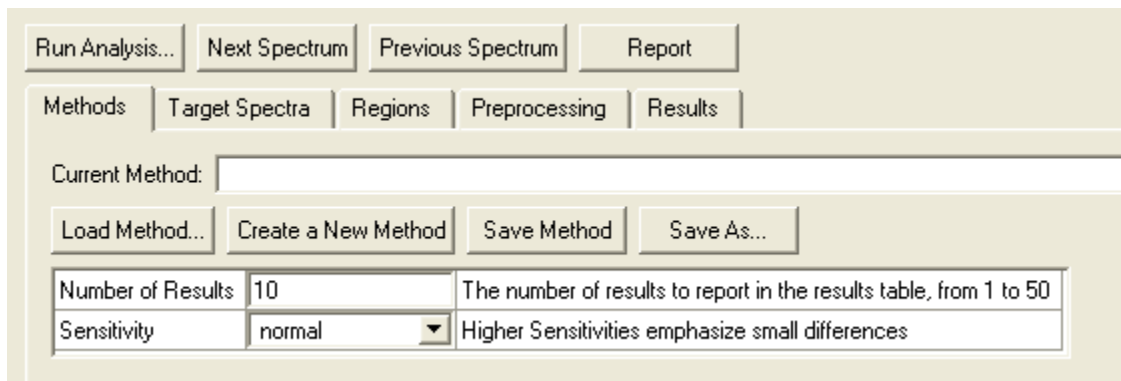 Run Analysis... Next Spectrum Previous Spectrum Report
Methods Target Spectra Regions Preprocessing Results
Current Method:
Load Method... Create a New Method Save Method Save As...
Number of Results 10 The number of results to report in the results table, from 1 to 50
Sensitivity normal Higher Sensitivities emphasize small differences